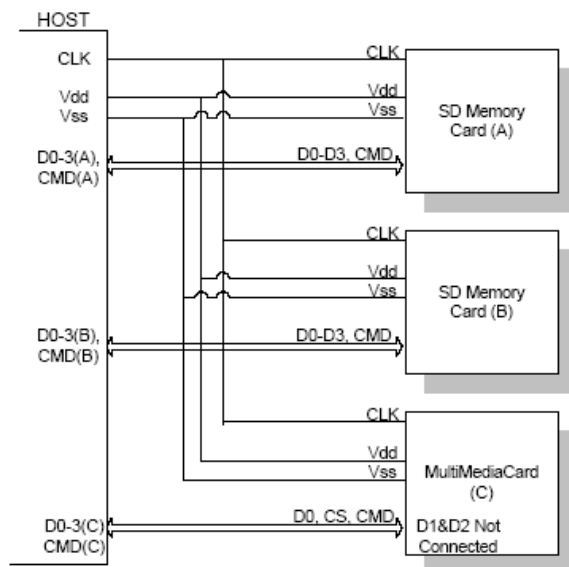 HOST
CLK
Vdd
Vss
D0-3(A),
CMD(A)
CLK
Vdd
Vss
D0-D3, CMD
SD Memory
Card (A)
CLK
Vdd
Vss
D0-3(B),
CMD(B)
D0-D3, CMD
SD Memory
Card (B)
CLK
Vdd
Vss
D0-3(C)
CMD(C)
D0, CS, CMD
MultiMediaCard
(C)
D1&D2 Not
Connected